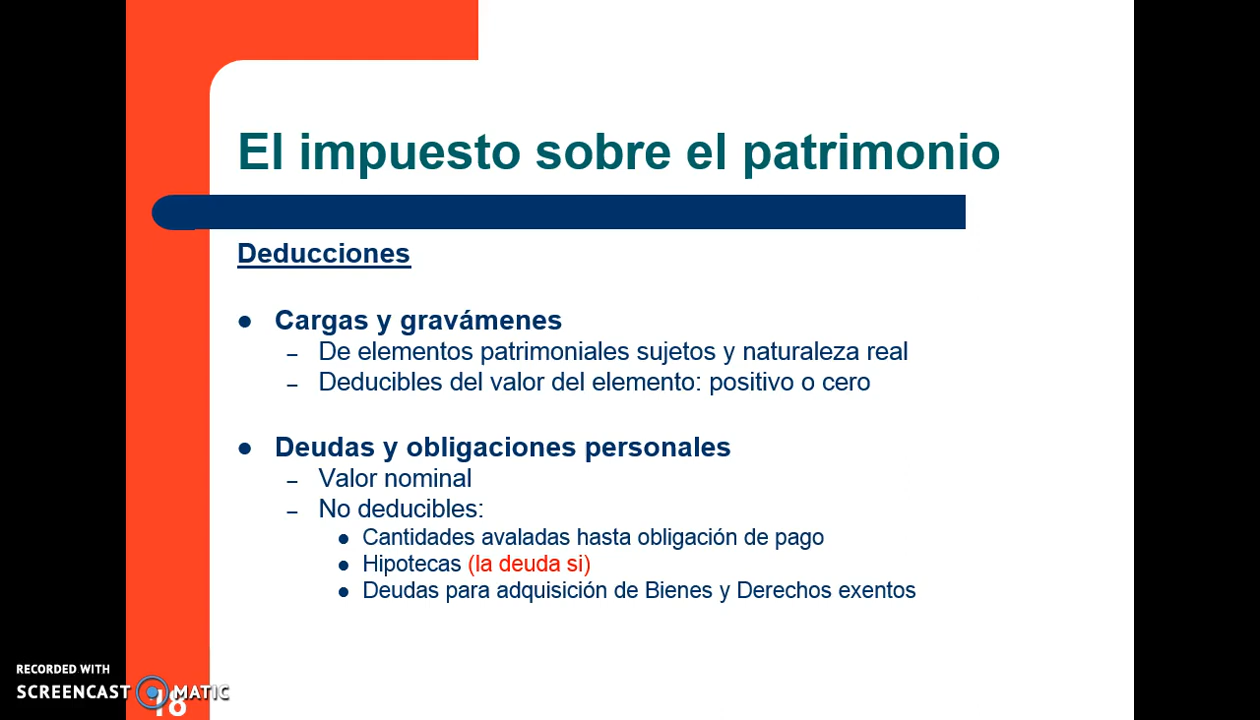 El impuesto sobre el patrimonio
Deducciones
● Cargas y gravámenes
– De elementos patrimoniales sujetos y naturaleza real
– Deducibles del valor del elemento: positivo o cero
● Deudas y obligaciones personales
– Valor nominal
– No deducibles:
● Cantidades avaladas hasta obligación de pago
● Hipotecas (la deuda si)
● Deudas para adquisición de Bienes y Derechos exentos
RECORDED WITH
SCREENCAST MATIC
18